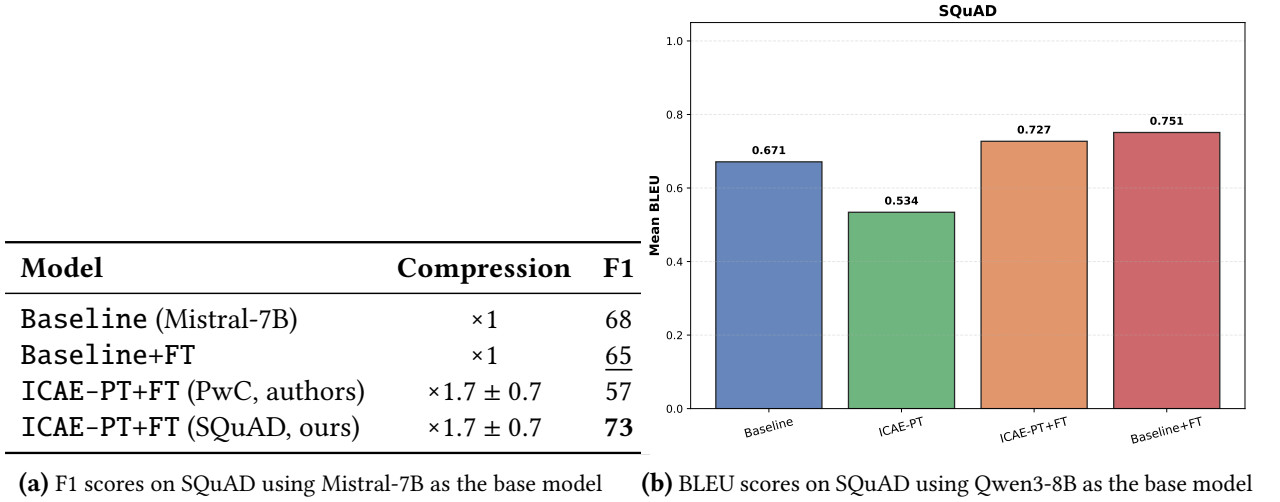 Model Compression F1
Baseline (Mistral-7B) ×1 68
Baseline+FT ×1 65
ICAE-PT+FT (PwC, authors) ×1.7 ± 0.7 57
ICAE-PT+FT (SQuAD, ours) ×1.7 ± 0.7 73
(a) F1 scores on SQuAD using Mistral-7B as the base model
SQuAD
Mean BLEU
1.0
0.8
0.6
0.4
0.2
0.0
0.671
0.534
0.727
0.751
Baseline
ICAE-PT
ICAE-PT+FT
Baseline+FT
(b) BLEU scores on SQuAD using Qwen3-8B as the base model